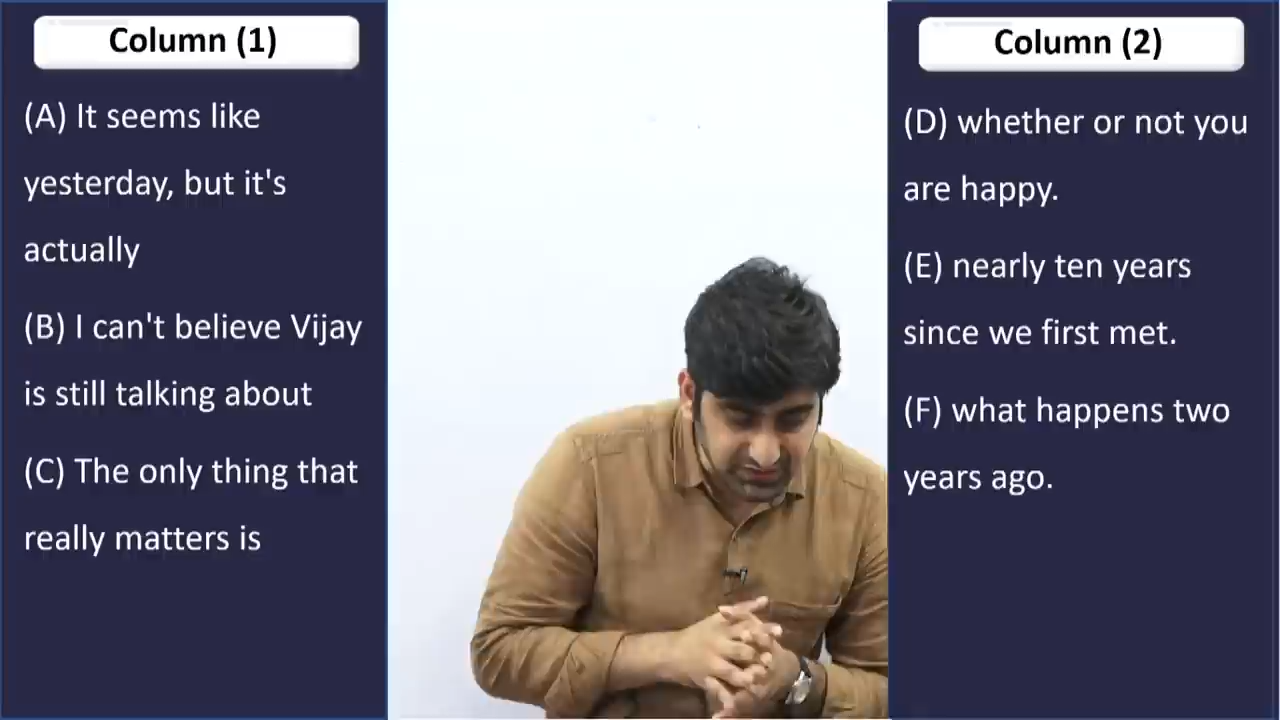 Column (1)
(A) It seems like
yesterday, but it's
actually
(B) I can't believe Vijay
is still talking about
(C) The only thing that
really matters is
Column (2)
(D) whether or not you
are happy.
(E) nearly ten years
since we first met.
(F) what happens two
years ago.